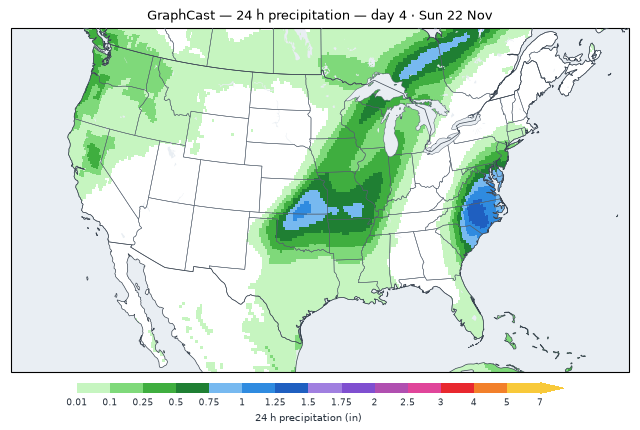 GraphCast — 24 h precipitation — day 4 · Sun 22 Nov
0.01 0.1 0.25 0.5 0.75 1 1.25 1.5 1.75 2 2.5 3 4 5 7
24 h precipitation (in)